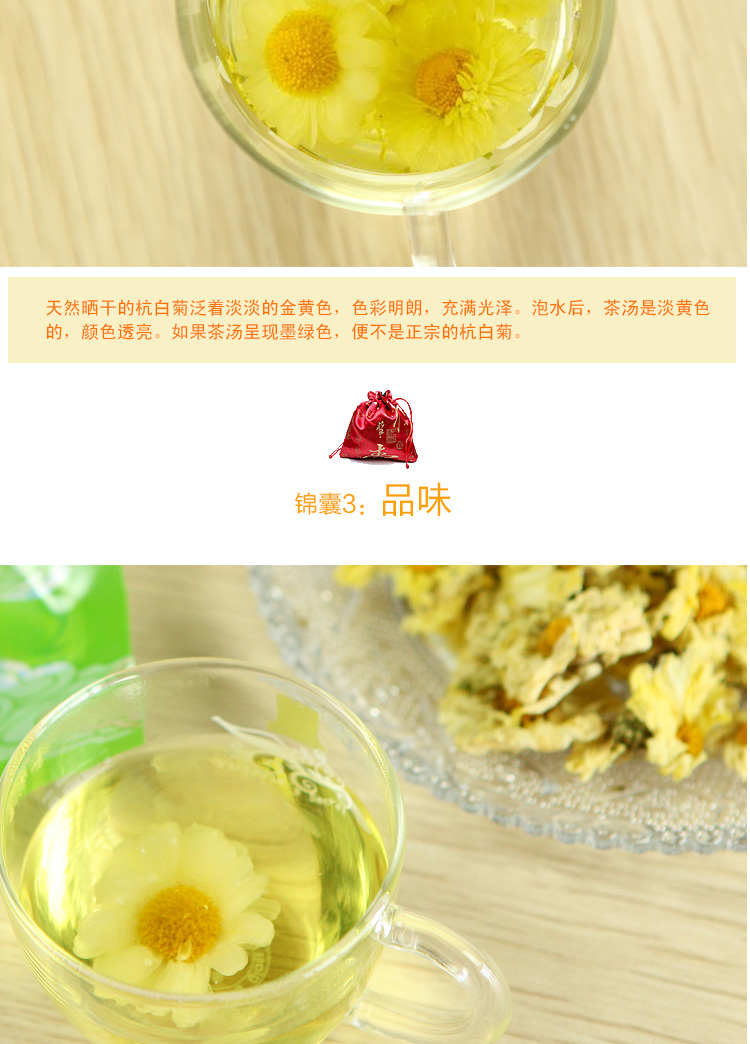 天然晒干的杭白菊泛着淡淡的金黄色，色彩明朗，充满光泽。泡水后，茶汤是淡黄色
的，颜色透亮。如果茶汤呈现墨绿色，便不是正宗的杭白菊。
锦囊3：品味